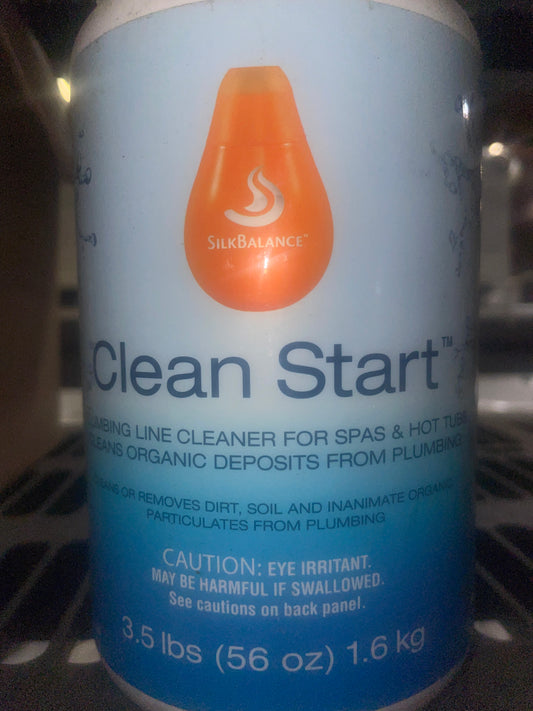 SILKBALANCE™
Clean Start™
LINE CLEANER FOR SPAS & HOT TUBS
ORGANIC DEPOSITS FROM PLUMBING
OR REMOVES DIRT, SOIL AND INANIMATE ORGANIC
PARTICULATES FROM PLUMBING
CAUTION: EYE IRRITANT.
MAY BE HARMFUL IF SWALLOWED.
See cautions on back panel.
3.5 lbs (56 oz) 1.6 kg